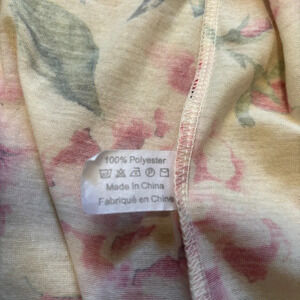 100% Polyester
Made in China
Fabriqué en Chine